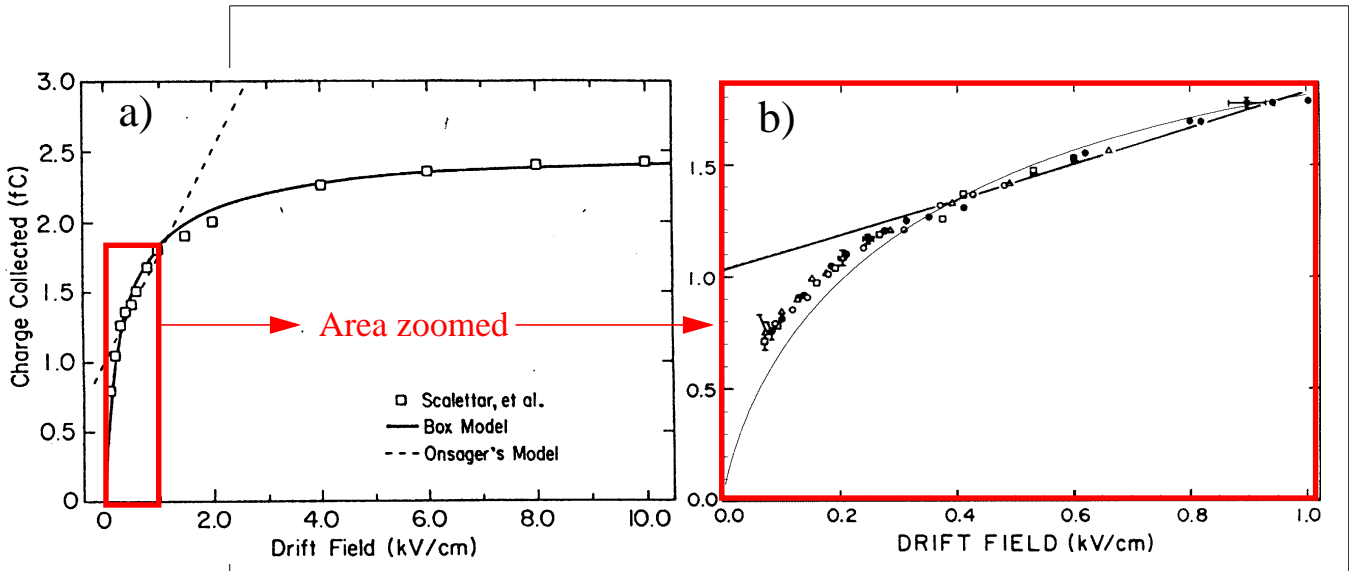 a)
3.0
2.5
2.0
1.5
1.0
0.5
0
Charge Collected (fC)
0
2.0
4.0
6.0
8.0
10.0
Drift Field (kV/cm)
Scalettar, et al.
Box Model
Onsager's Model
Area zoomed
b)
1.5
1.0
0.5
0.0
0.0
0.2
0.4
0.6
0.8
1.0
DRIFT FIELD (kV/cm)